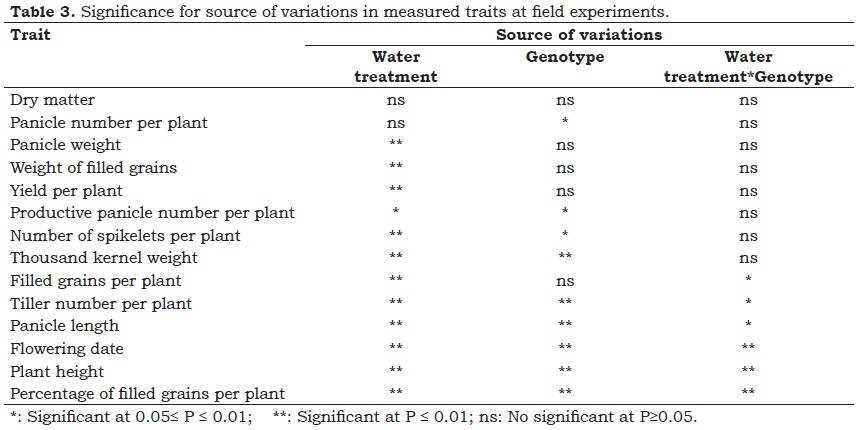 Table 3. Significance for source of variations in measured traits at field experiments.
Trait Source of variations
Water treatment Genotype Water treatment*Genotype
Dry matter ns ns ns
Panicle number per plant ns * ns
Panicle weight ** ns ns
Weight of filled grains ** ns ns
Yield per plant ** ns ns
Productive panicle number per plant * * ns
Number of spikelets per plant ** * ns
Thousand kernel weight ** ** ns
Filled grains per plant ** ns *
Tiller number per plant ** ** *
Panicle length ** ** *
Flowering date ** ** **
Plant height ** ** **
Percentage of filled grains per plant ** ** **
*: Significant at 0.05≤ P ≤ 0.01; **: Significant at P ≤ 0.01; ns: No significant at P≥0.05.